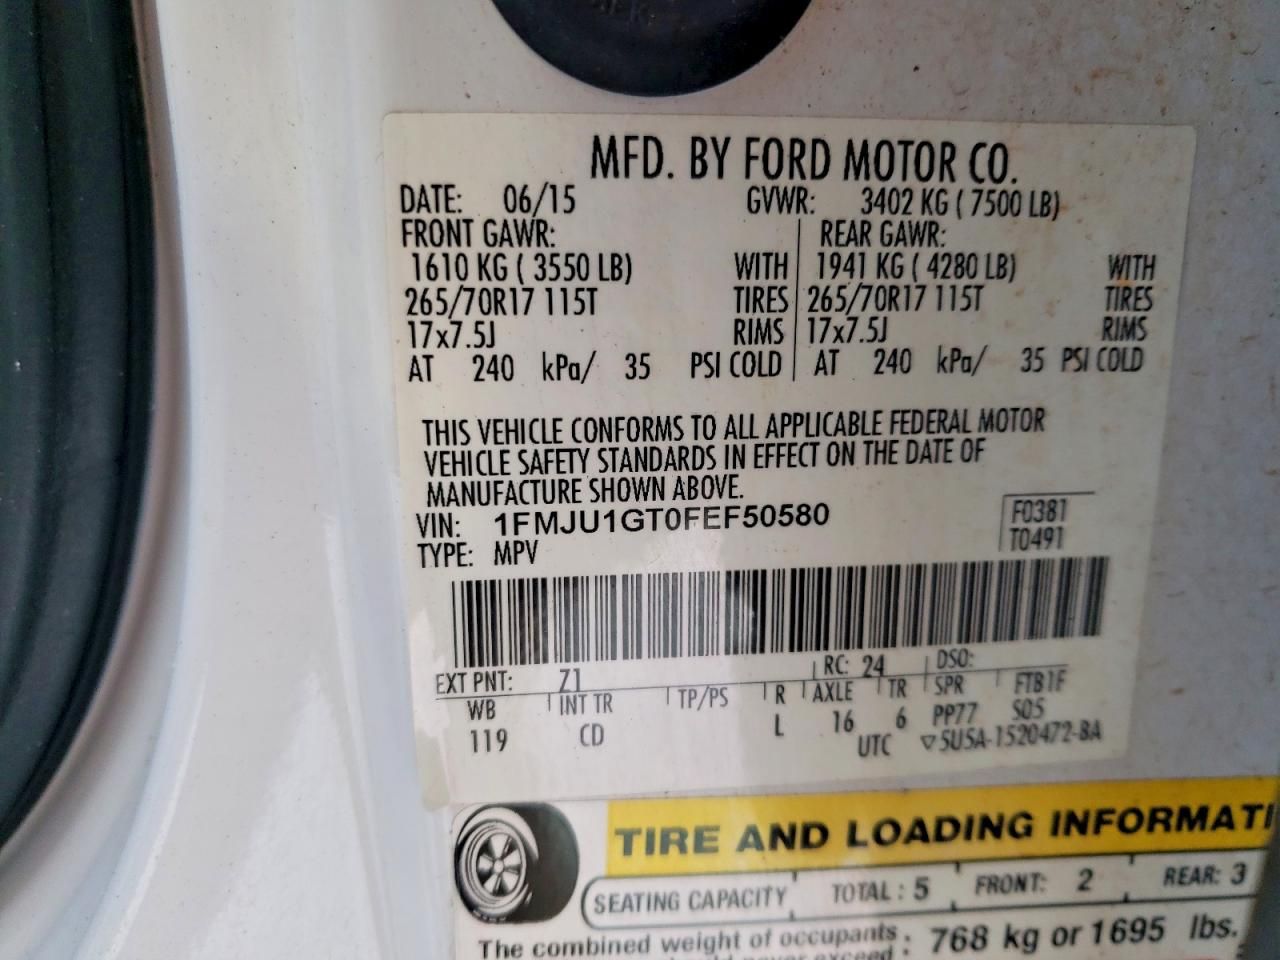 MFD. BY FORD MOTOR CO.
DATE: 06/15 GVWR: 3402 KG ( 7500 LB)
FRONT GAWR: REAR GAWR:
1610 KG ( 3550 LB) WITH 1941 KG ( 4280 LB) WITH
265/70R17 115T TIRES 265/70R17 115T TIRES
17x7.5J RIMS 17x7.5J RIMS
AT 240 kPa/ 35 PSI COLD AT 240 kPa/ 35 PSI COLD
THIS VEHICLE CONFORMS TO ALL APPLICABLE FEDERAL MOTOR
VEHICLE SAFETY STANDARDS IN EFFECT ON THE DATE OF
MANUFACTURE SHOWN ABOVE.
VIN: 1FMJU1GT0FEF50580 F0381
TYPE: MPV T0491
EXT PNT: Z1 RC: 24 DSO:
WB INT TR TP/PS R AXLE TR SPR FTB1F
119 CD L 16 6 PP77 S05
UTC ▽5U5A-1520472-BA
TIRE AND LOADING INFORMATI
SEATING CAPACITY TOTAL : 5 FRONT: 2 REAR: 3
The combined weight of occupants : 768 kg or 1695 lbs.
exceed